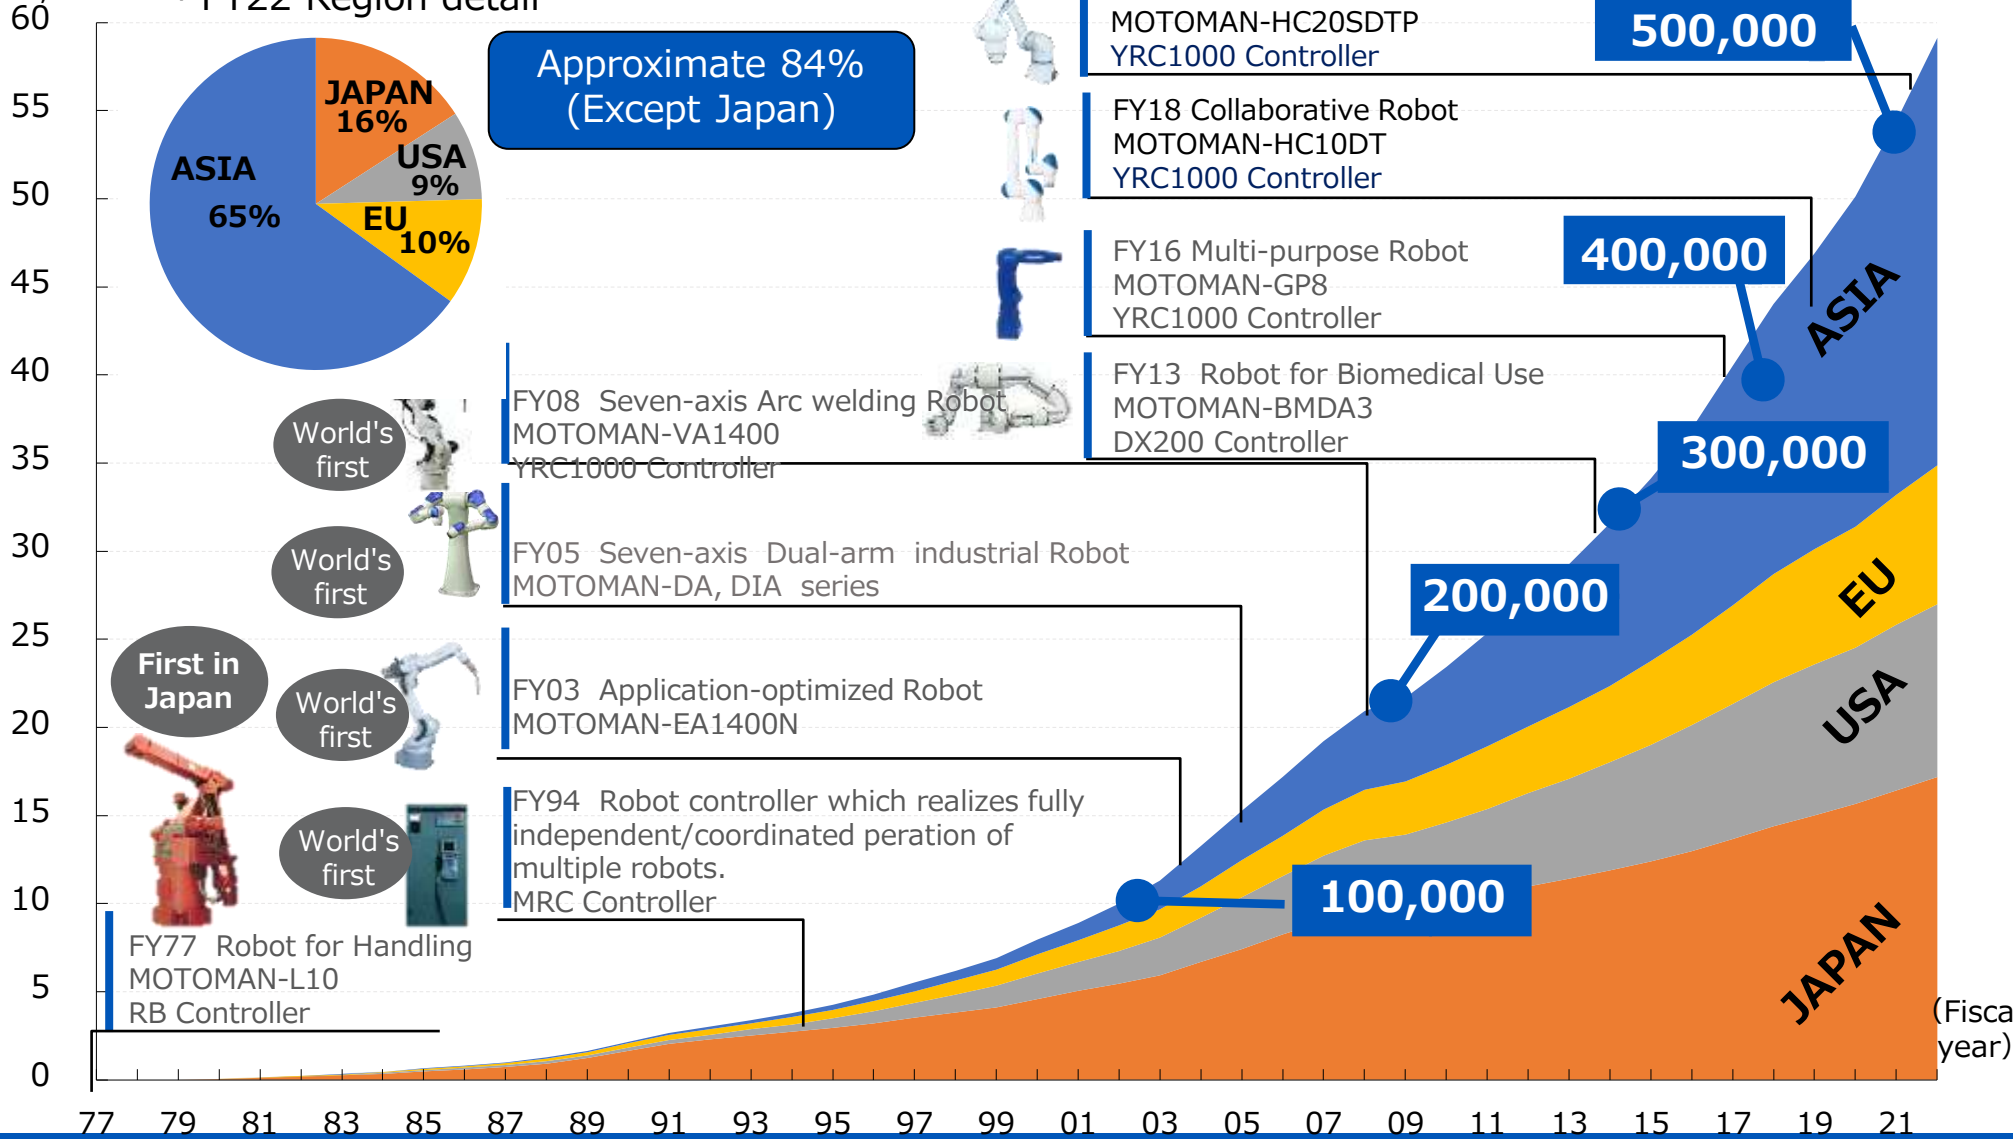 FY22 Region detail
60
55
50
45
40
35
30
25
20
15
10
5
0
JAPAN
16%
USA
9%
EU
10%
ASIA
65%
Approximate 84%
(Except Japan)
MOTOMAN-HC20SDTP
YRC1000 Controller
FY18 Collaborative Robot
MOTOMAN-HC10DT
YRC1000 Controller
FY16 Multi-purpose Robot
MOTOMAN-GP8
YRC1000 Controller
FY13 Robot for Biomedical Use
MOTOMAN-BMDA3
DX200 Controller
World's
first
FY08 Seven-axis Arc welding Robot
MOTOMAN-VA1400
YRC1000 Controller
World's
first
FY05 Seven-axis Dual-arm industrial Robot
MOTOMAN-DA, DIA series
First in
Japan
World's
first
FY03 Application-optimized Robot
MOTOMAN-EA1400N
World's
first
FY94 Robot controller which realizes fully
independent/coordinated peration of
multiple robots.
MRC Controller
FY77 Robot for Handling
MOTOMAN-L10
RB Controller
500,000
400,000
300,000
200,000
100,000
ASIA
EU
USA
JAPAN
(Fisca
year)
77 79 81 83 85 87 89 91 93 95 97 99 01 03 05 07 09 11 13 15 17 19 21